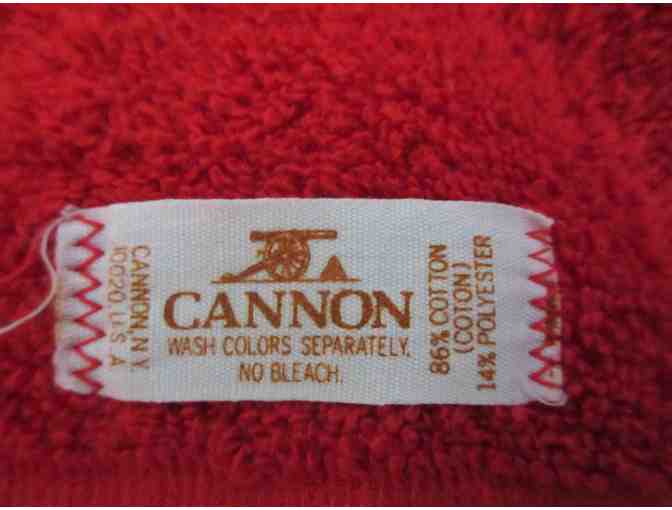 CANNON, N.Y.
10020 U.S.A
CANNON
WASH COLORS SEPARATELY.
NO BLEACH.
86% COTTON
(COTON)
14% POLYESTER